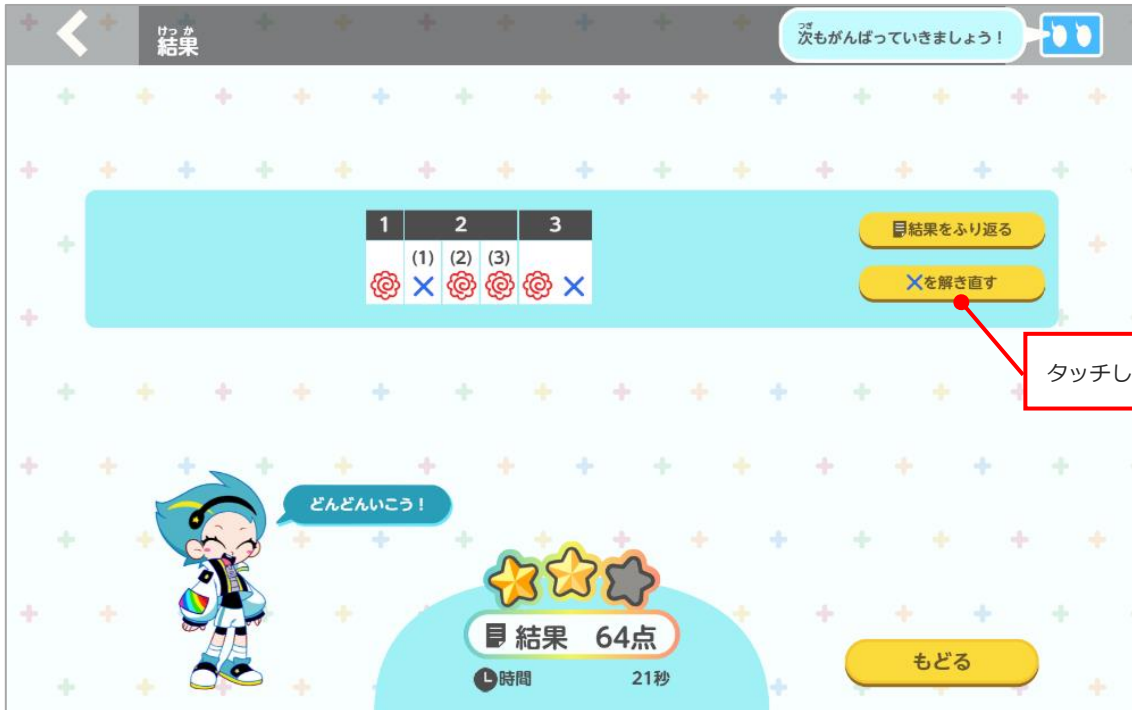 けっか
結果
つぎ
次もがんばっていきましょう!
1 2 3
(1) (2) (3)
結果をふり返る
×を解き直す
タッチし
どんどんいこう!
結果 64点
時間 21秒
もどる